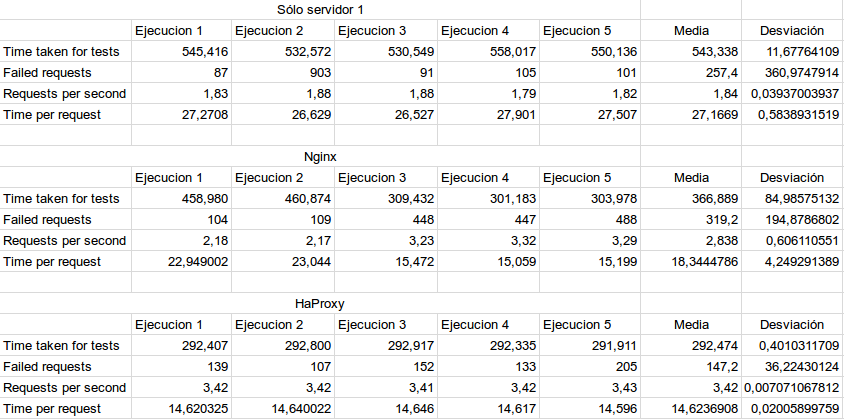 Sólo servidor 1
Ejecucion 1 Ejecucion 2 Ejecucion 3 Ejecucion 4 Ejecucion 5 Media Desviación
Time taken for tests 545,416 532,572 530,549 558,017 550,136 543,338 11,67764109
Failed requests 87 903 91 105 101 257,4 360,9747914
Requests per second 1,83 1,88 1,88 1,79 1,82 1,84 0,03937003937
Time per request 27,2708 26,629 26,527 27,901 27,507 27,1669 0,5838931519
Nginx
Ejecucion 1 Ejecucion 2 Ejecucion 3 Ejecucion 4 Ejecucion 5 Media Desviación
Time taken for tests 458,980 460,874 309,432 301,183 303,978 366,889 84,98575132
Failed requests 104 109 448 447 488 319,2 194,8786802
Requests per second 2,18 2,17 3,23 3,32 3,29 2,838 0,606110551
Time per request 22,949002 23,044 15,472 15,059 15,199 18,3444786 4,249291389
HaProxy
Ejecucion 1 Ejecucion 2 Ejecucion 3 Ejecucion 4 Ejecucion 5 Media Desviación
Time taken for tests 292,407 292,800 292,917 292,335 291,911 292,474 0,4010311709
Failed requests 139 107 152 133 205 147,2 36,22430124
Requests per second 3,42 3,42 3,41 3,42 3,43 3,42 0,007071067812
Time per request 14,620325 14,640022 14,646 14,617 14,596 14,6236908 0,02005899759